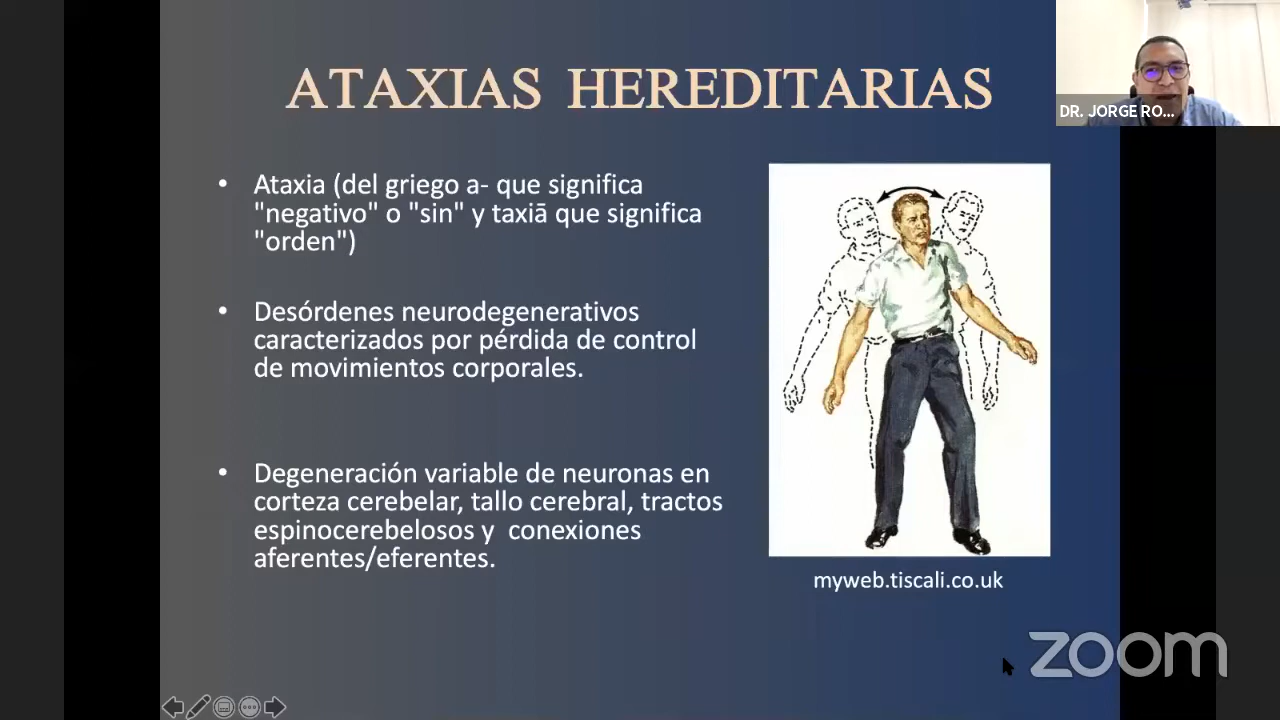 ATAXIAS HEREDITARIAS
DR. JORGE RO...
• Ataxia (del griego a- que significa
"negativo" o "sin" y taxiā que significa
"orden")
• Desórdenes neurodegenerativos
caracterizados por pérdida de control
de movimientos corporales.
• Degeneración variable de neuronas en
corteza cerebelar, tallo cerebral, tractos
espinocerebelosos y conexiones
aferentes/eferentes.
myweb.tiscali.co.uk
zoom